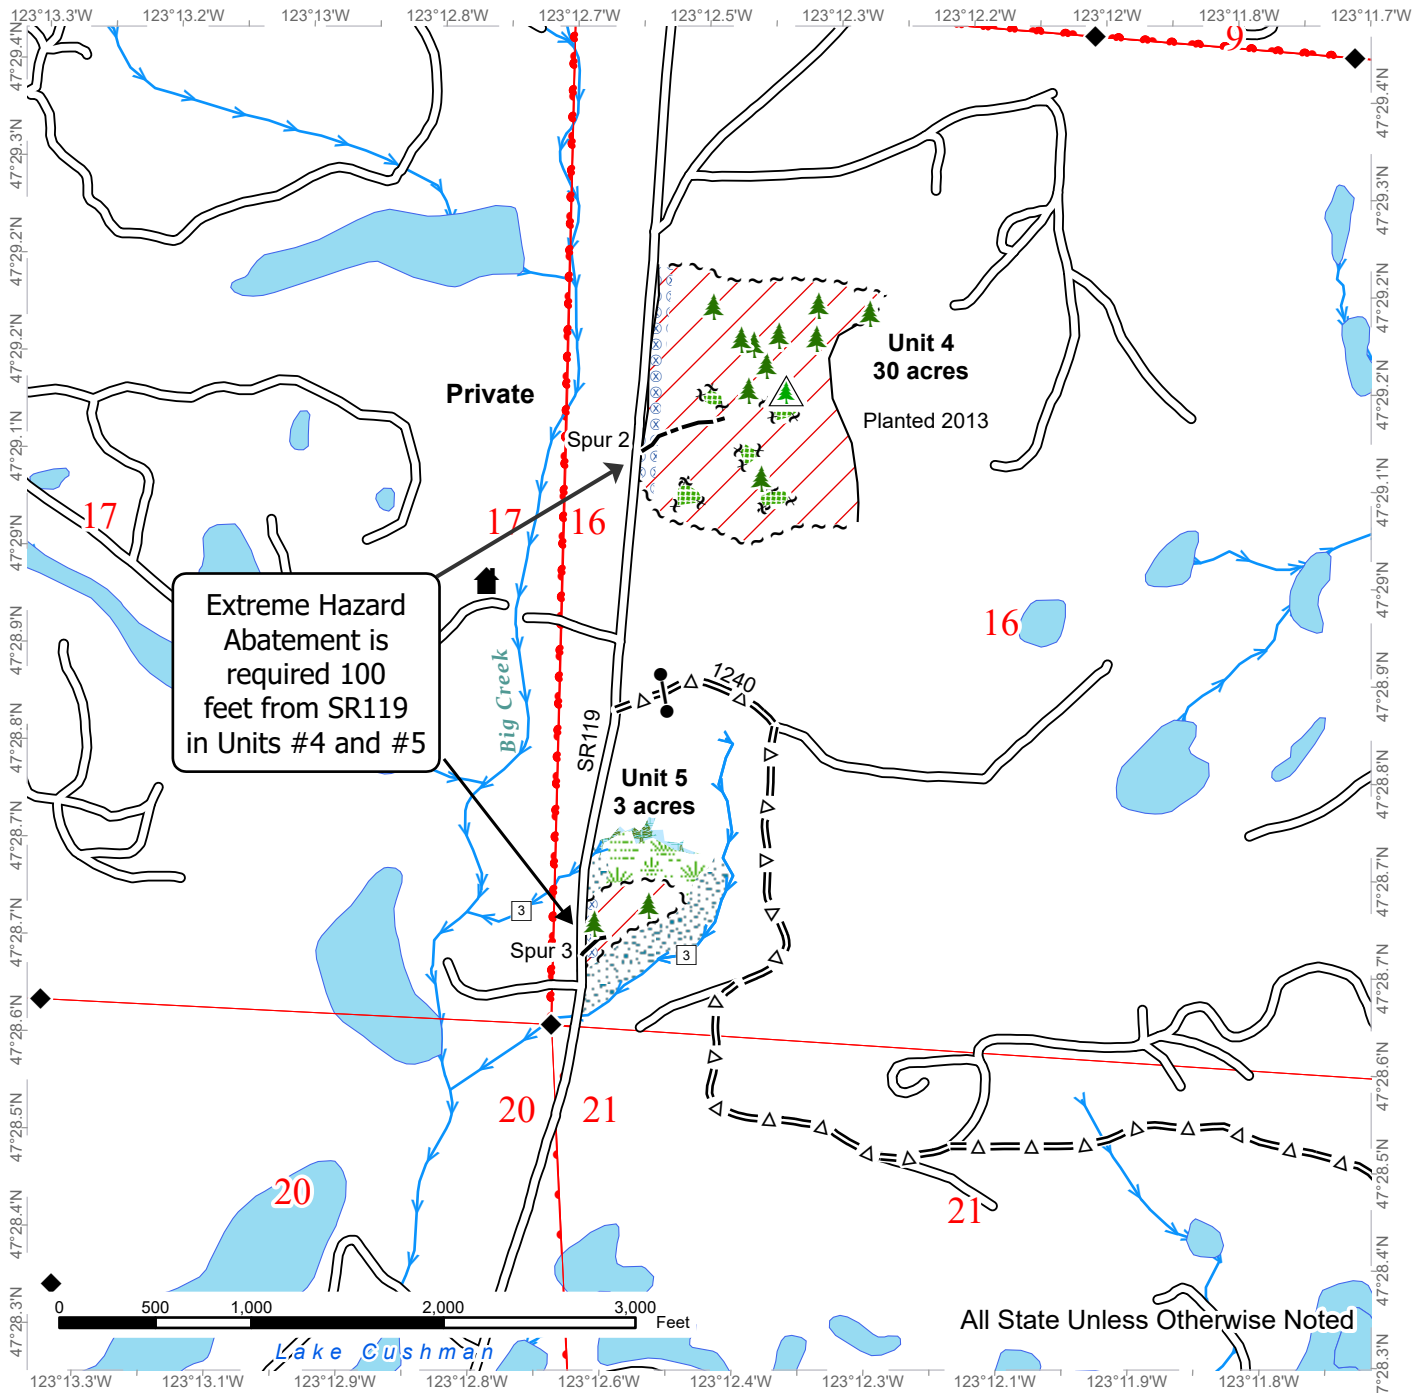 123°13.3'W 123°13.2'W 123°12.8'W 123°12.7'W 123°12.5'W 123°12.3'W 123°12.2'W 123°12'W 123°11.8'W 123°11.7'W
47°29.4'N
47°29.3'N
47°29.2'N
47°29.2'N
47°29.1'N
47°29'N
47°28.9'N
47°28.8'N
47°28.7'N
47°28.7'N
47°28.6'N
47°28.5'N
47°28.4'N
47°28.3'N
47°29.4'N
47°29.3'N
47°29.2'N
47°29.2'N
47°29.1'N
47°29'N
47°28.9'N
47°28.8'N
47°28.7'N
47°28.7'N
47°28.6'N
47°28.5'N
47°28.4'N
47°28.3'N
9
Unit 4
30 acres
Planted 2013
Private
Spur 2
17
17
16
Extreme Hazard
Abatement is
required 100
feet from SR119
in Units #4 and #5
16
Big Creek
SR119
1240
Unit 5
3 acres
3
Spur 3
3
20
21
20
21
0 500 1,000 2,000 3,000
Feet
All State Unless Otherwise Noted
Lake Cushman
123°13.3'W 123°13.1'W 123°12.9'W 123°12.8'W 123°12.6'W 123°12.4'W 123°12.3'W 123°12.1'W 123°11.9'W 123°11.8'W